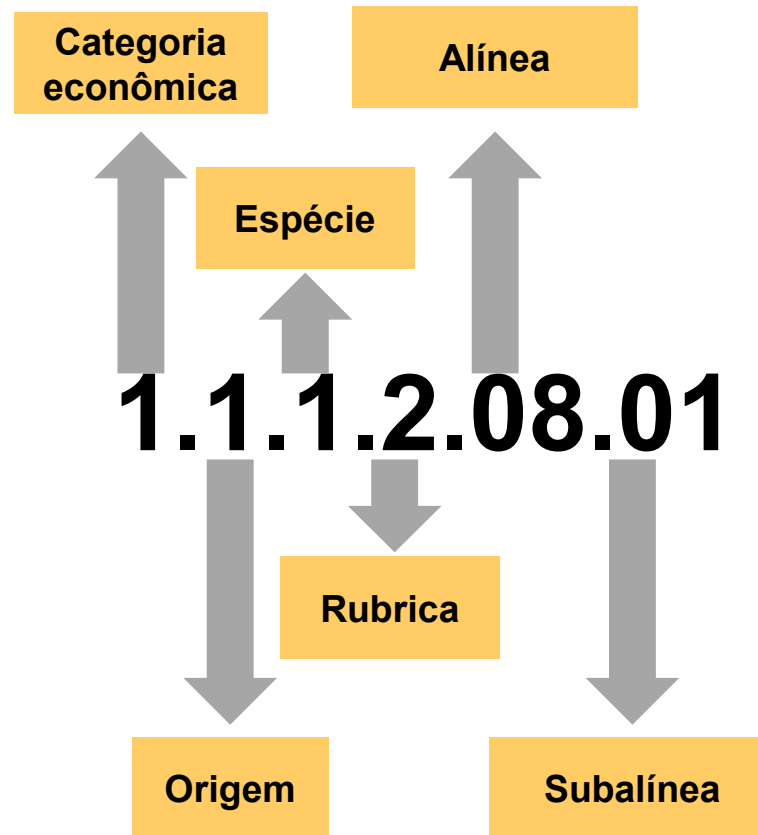 Categoria
econômica
Alínea
Espécie
1.1.1.2.08.01
Rubrica
Origem
Subalínea